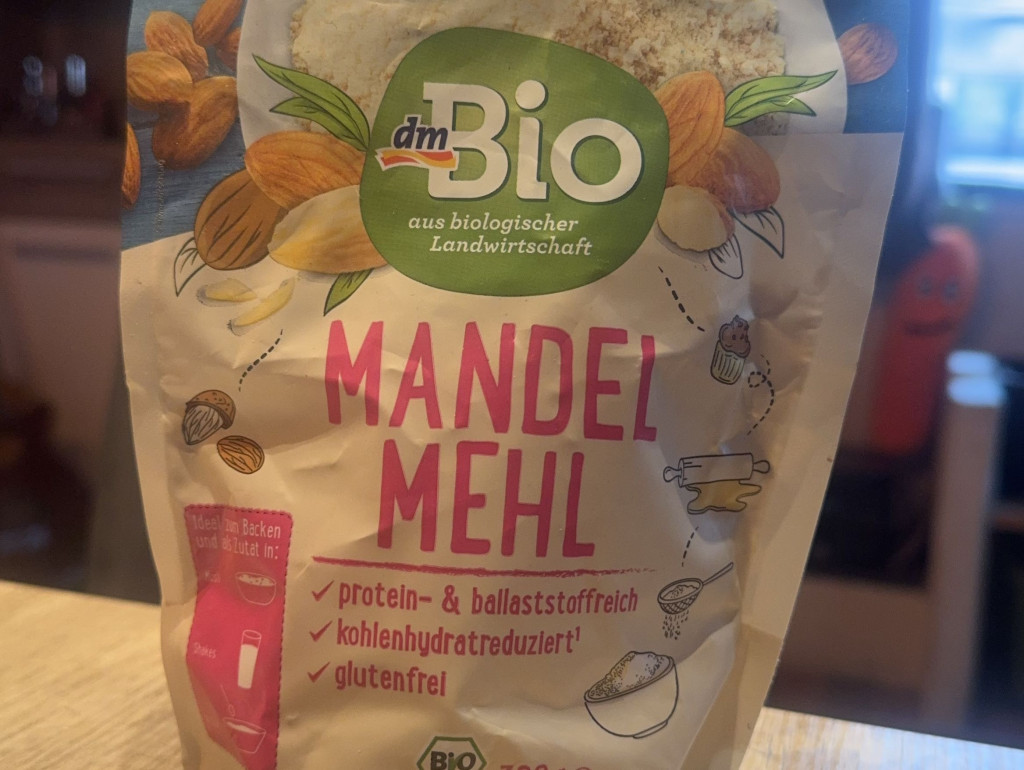 dm Bio
aus biologischer
Landwirtschaft
MANDEL
MEHL
✓ protein- & ballaststoffreich
✓ kohlenhydratreduziert¹
✓ glutenfrei
Ideal zum Backen
und als Zutat in:
Shakes
BIO